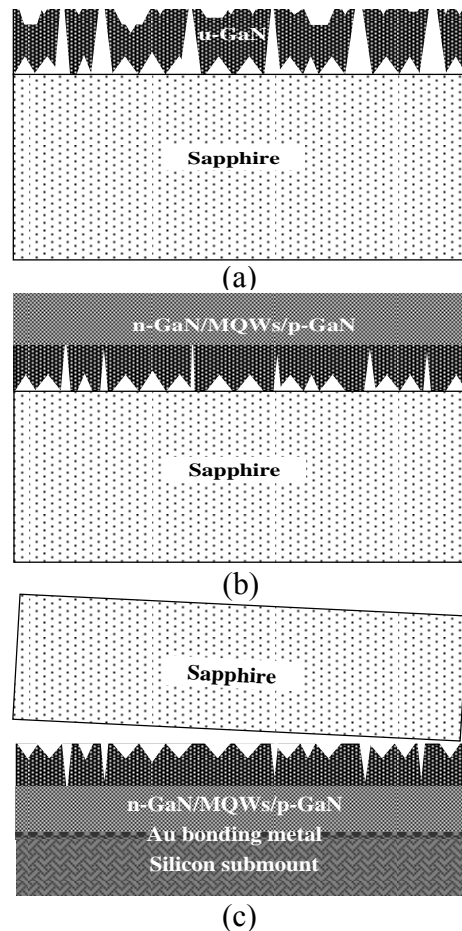 u-GaN
Sapphire
(a)
n-GaN/MQWs/p-GaN
Sapphire
(b)
Sapphire
n-GaN/MQWs/p-GaN
Au bonding metal
Silicon submount
(c)